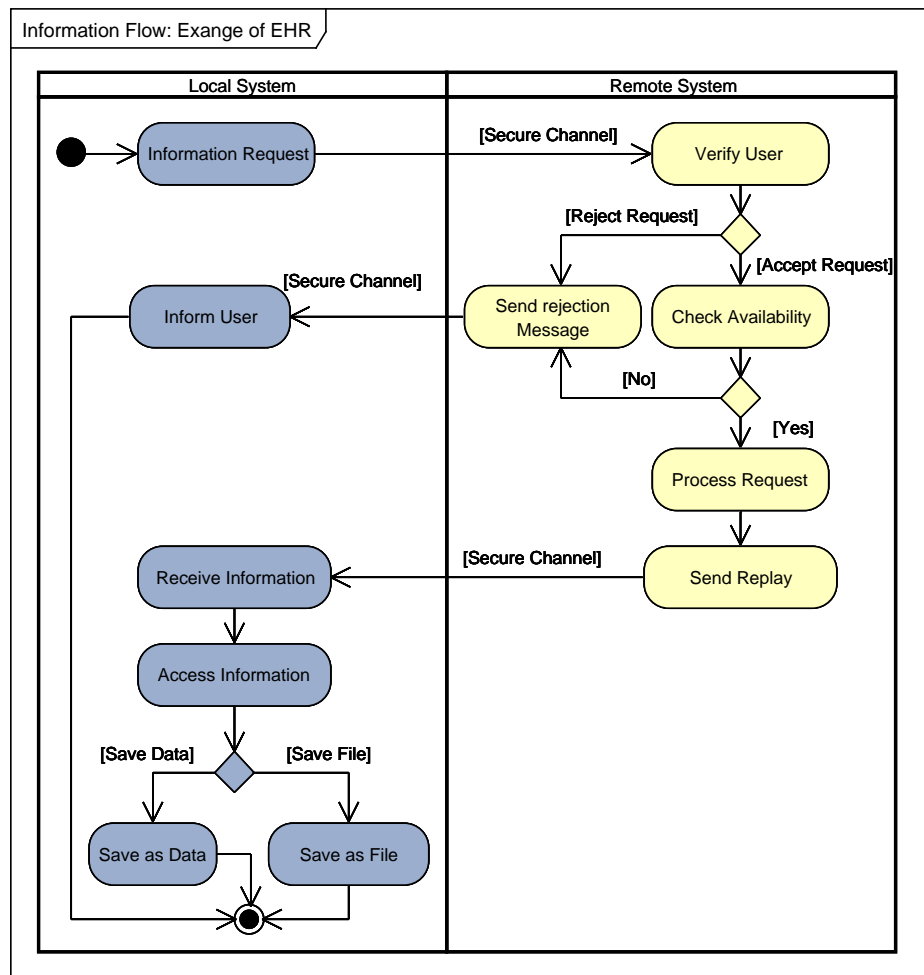 Information Flow: Exange of EHR
Local System
Remote System
Information Request
[Secure Channel]
Verify User
[Reject Request]
[Accept Request]
[Secure Channel]
Inform User
Send rejection
Message
Check Availability
[No]
[Yes]
Process Request
[Secure Channel]
Receive Information
Send Replay
Access Information
[Save Data]
[Save File]
Save as Data
Save as File